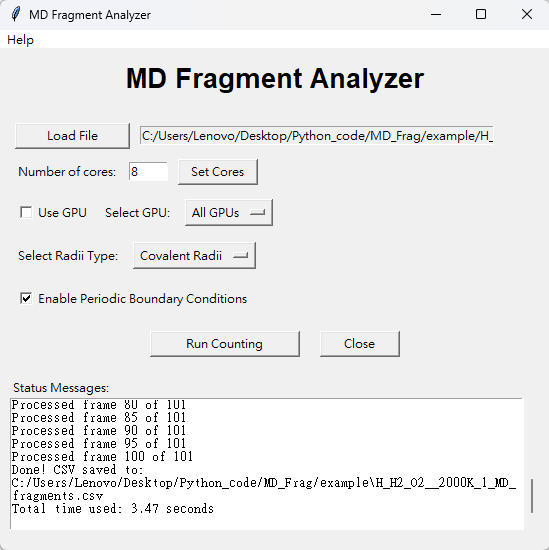 MD Fragment Analyzer
Help
MD Fragment Analyzer
Load File C:/Users/Lenovo/Desktop/Python_code/MD_Frag/example/H_
Number of cores: 8 Set Cores
Use GPU Select GPU: All GPUs
Select Radii Type: Covalent Radii
Enable Periodic Boundary Conditions
Run Counting Close
Status Messages:
Processed frame 80 of 101
Processed frame 85 of 101
Processed frame 90 of 101
Processed frame 95 of 101
Processed frame 100 of 101
Done! CSV saved to:
C:/Users/Lenovo/Desktop/Python_code/MD_Frag/example\H_H2_O2__2000K_1_MD_
fragments.csv
Total time used: 3.47 seconds